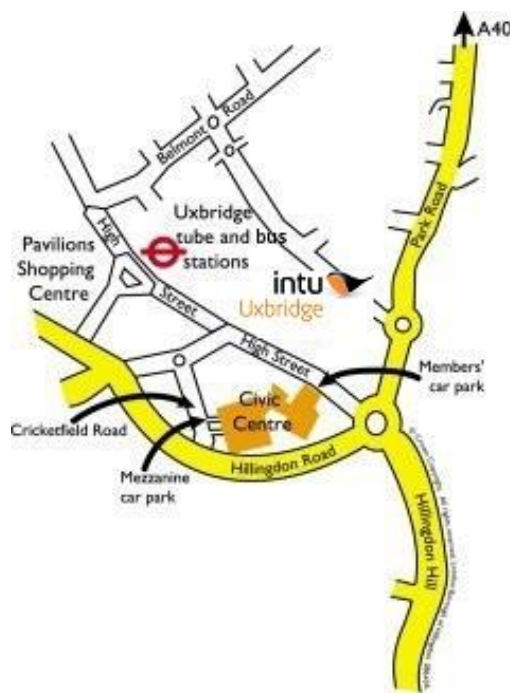 A40
Belmont Road
Park Road
High
Street
Uxbridge
tube and bus
stations
Pavilions
Shopping
Centre
intu
Uxbridge
High Street
Members'
car park
Civic
Centre
Cricketfield Road
Mezzanine
car park
Hillingdon Road
Hillingdon Hill